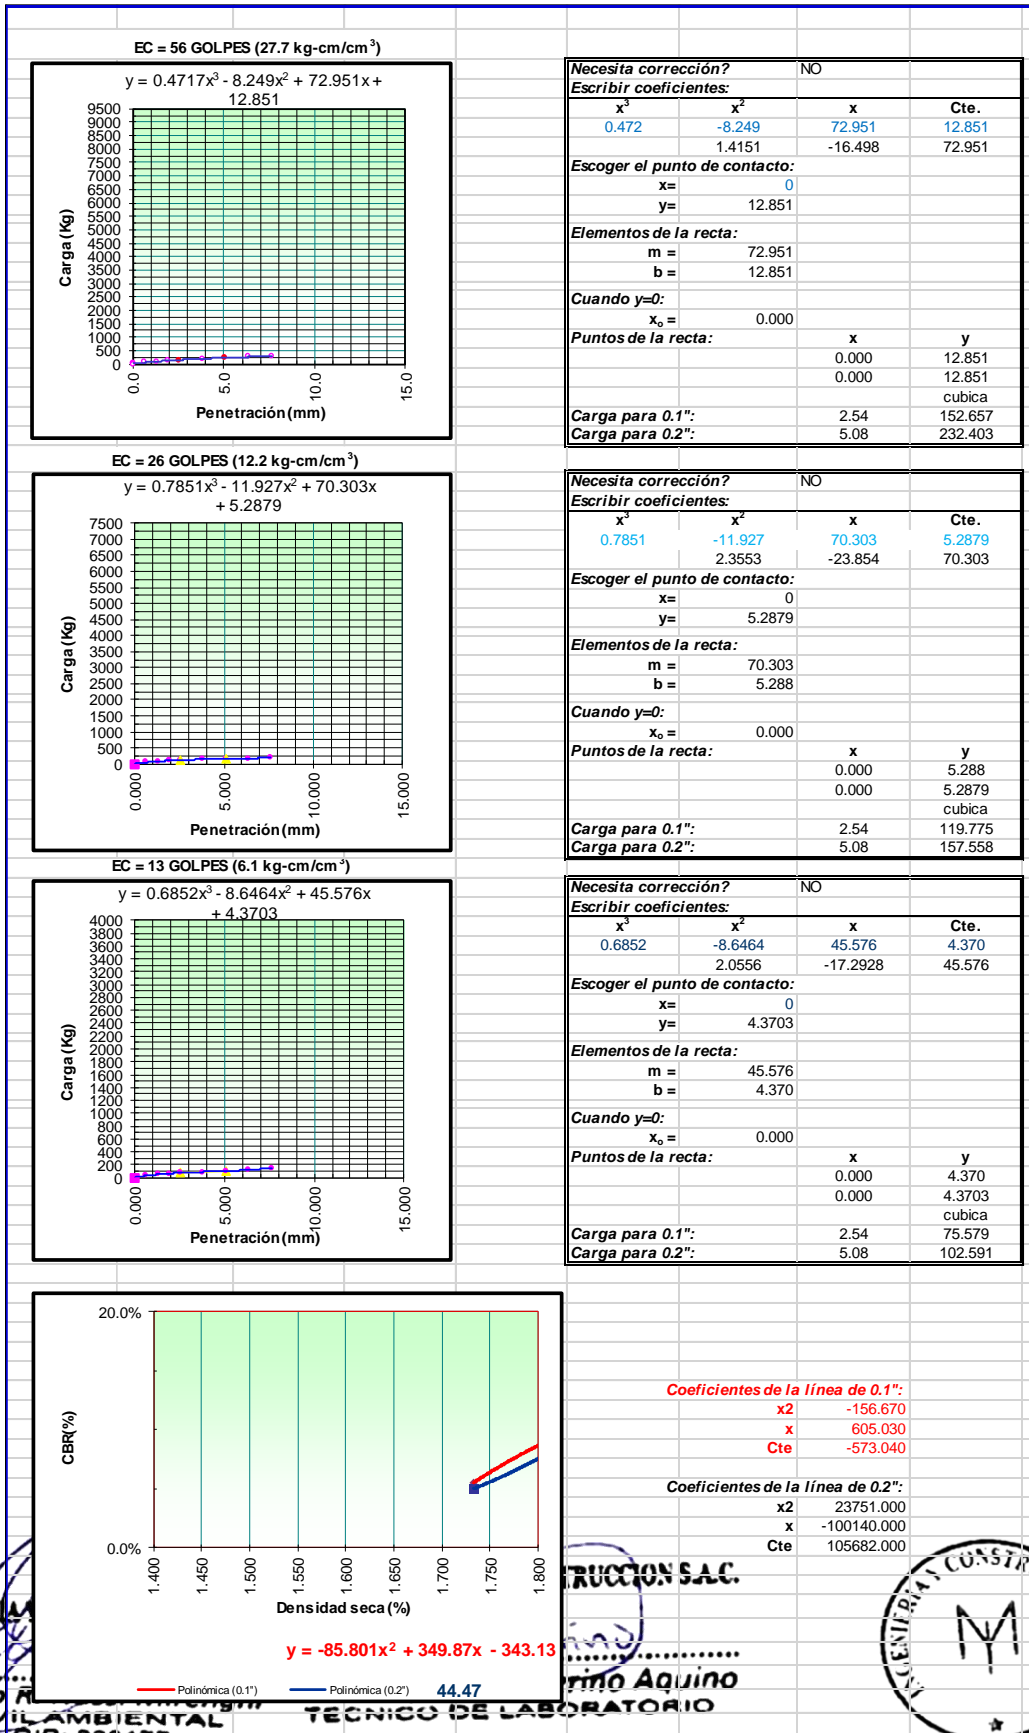 EC = 56 GOLPES (27.7 kg-cm/cm³)
y = 0.4717x³ - 8.249x² + 72.951x +
12.851
9500
9000
8500
8000
7500
7000
6500
6000
5500
5000
4500
4000
3500
3000
2500
2000
1500
1000
500
0
Carga (Kg)
0.0 5.0 10.0 15.0
Penetración (mm)
Necesita corrección? NO
Escribir coeficientes:
x³ x² x Cte.
0.472 -8.249 72.951 12.851
1.4151 -16.498 72.951
Escoger el punto de contacto:
x= 0
y= 12.851
Elementos de la recta:
m = 72.951
b = 12.851
Cuando y=0:
xₒ = 0.000
Puntos de la recta: x y
0.000 12.851
0.000 12.851
cubica
Carga para 0.1": 2.54 152.657
Carga para 0.2": 5.08 232.403
EC = 26 GOLPES (12.2 kg-cm/cm³)
y = 0.7851x³ - 11.927x² + 70.303x
+ 5.2879
7500
7000
6500
6000
5500
5000
4500
4000
3500
3000
2500
2000
1500
1000
500
0
Carga (Kg)
0.000 5.000 10.000 15.000
Penetración (mm)
Necesita corrección? NO
Escribir coeficientes:
x³ x² x Cte.
0.7851 -11.927 70.303 5.2879
2.3553 -23.854 70.303
Escoger el punto de contacto:
x= 0
y= 5.2879
Elementos de la recta:
m = 70.303
b = 5.288
Cuando y=0:
xₒ = 0.000
Puntos de la recta: x y
0.000 5.288
0.000 5.2879
cubica
Carga para 0.1": 2.54 119.775
Carga para 0.2": 5.08 157.558
EC = 13 GOLPES (6.1 kg-cm/cm³)
y = 0.6852x³ - 8.6464x² + 45.576x
+ 4.3703
4000
3800
3600
3400
3200
3000
2800
2600
2400
2200
2000
1800
1600
1400
1200
1000
800
600
400
200
0
Carga (Kg)
0.000 5.000 10.000 15.000
Penetración (mm)
Necesita corrección? NO
Escribir coeficientes:
x³ x² x Cte.
0.6852 -8.6464 45.576 4.370
2.0556 -17.2928 45.576
Escoger el punto de contacto:
x= 0
y= 4.3703
Elementos de la recta:
m = 45.576
b = 4.370
Cuando y=0:
xₒ = 0.000
Puntos de la recta: x y
0.000 4.370
0.000 4.3703
cubica
Carga para 0.1": 2.54 75.579
Carga para 0.2": 5.08 102.591
20.0%
0.0%
CBR(%)
1.400 1.450 1.500 1.550 1.600 1.650 1.700 1.750 1.800
Densidad seca (%)
y = -85.801x² + 349.87x - 343.13
Polinómica (0.1") Polinómica (0.2") 44.47
Coeficientes de la línea de 0.1":
x2 -156.670
x 605.030
Cte -573.040
Coeficientes de la línea de 0.2":
x2 23751.000
x -100140.000
Cte 105682.000
RUCCION S.A.C.
Aquino
IL AMBIENTAL
TECNICO DE LABORATORIO